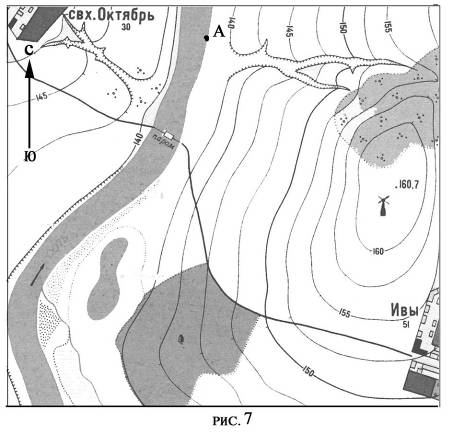 свх. Октябрь
30
А
140
145
150
155
С
145
Ю
140
паром
.160,7
160
155
Ивы
51
150
рис. 7